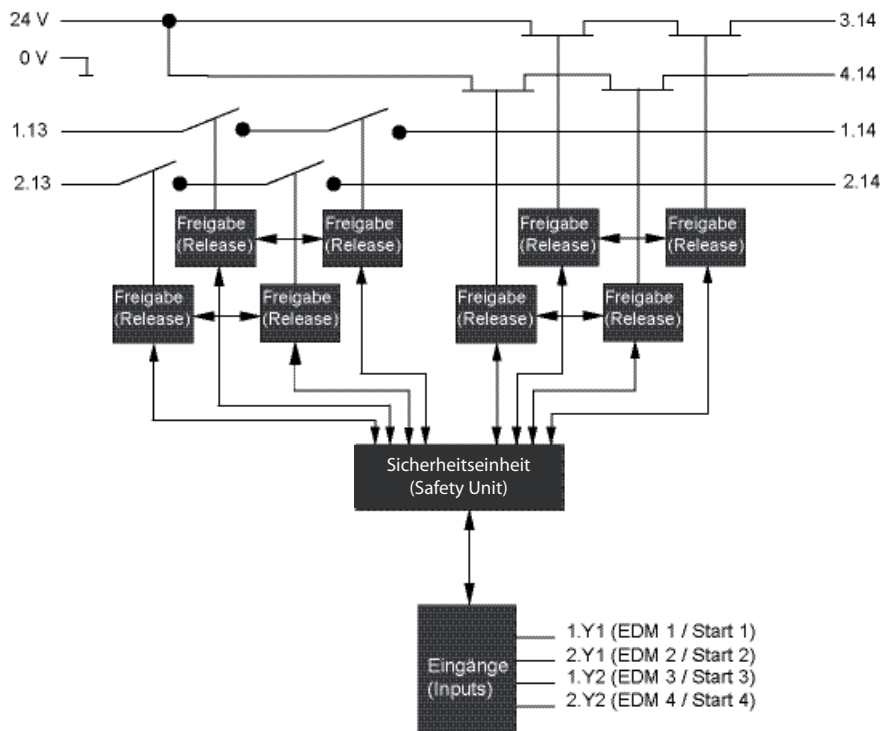 24 V
3.14
0 V
4.14
1.13
1.14
2.13
2.14
Freigabe
(Release)
Freigabe
(Release)
Freigabe
(Release)
Freigabe
(Release)
Freigabe
(Release)
Freigabe
(Release)
Freigabe
(Release)
Freigabe
(Release)
Sicherheitseinheit
(Safety Unit)
Eingänge
(Inputs)
1.Y1 (EDM 1 / Start 1)
2.Y1 (EDM 2 / Start 2)
1.Y2 (EDM 3 / Start 3)
2.Y2 (EDM 4 / Start 4)